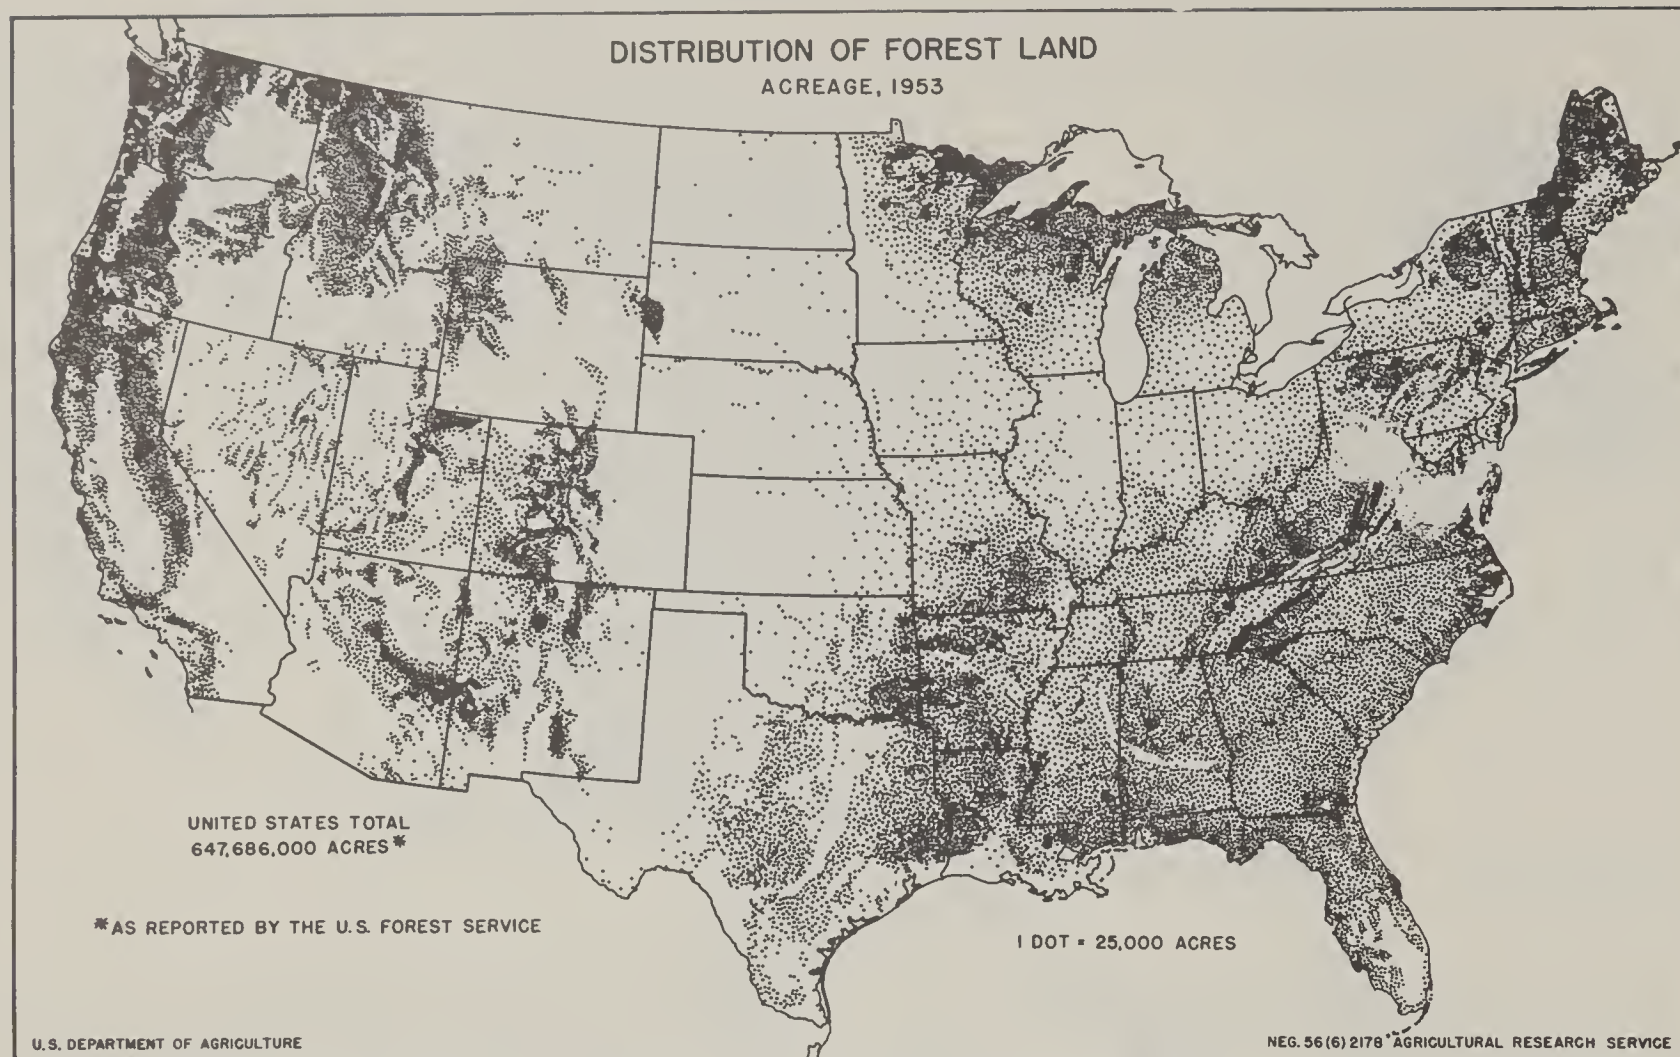 DISTRIBUTION OF FOREST LAND
ACREAGE, 1953
UNITED STATES TOTAL
647,686,000 ACRES*
*AS REPORTED BY THE U.S. FOREST SERVICE
1 DOT = 25,000 ACRES
U.S. DEPARTMENT OF AGRICULTURE
NEG. 56(6) 2178 AGRICULTURAL RESEARCH SERVICE